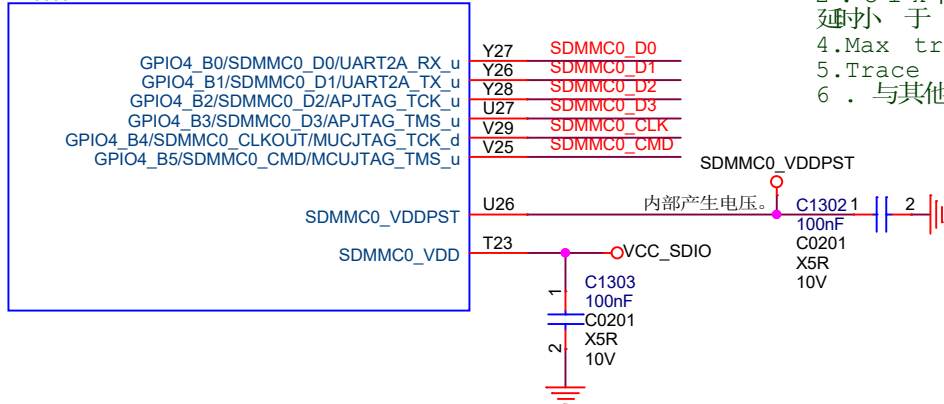 延时小 于
4.Max tr
5.Trace
6 . 与其他
GPIO4_B0/SDMMC0_D0/UART2A_RX_u Y27 SDMMC0_D0
GPIO4_B1/SDMMC0_D1/UART2A_TX_u Y26 SDMMC0_D1
GPIO4_B2/SDMMC0_D2/APJTAG_TCK_u Y28 SDMMC0_D2
GPIO4_B3/SDMMC0_D3/APJTAG_TMS_u U27 SDMMC0_D3
GPIO4_B4/SDMMC0_CLKOUT/MUCJTAG_TCK_d V29 SDMMC0_CLK
GPIO4_B5/SDMMC0_CMD/MCUJTAG_TMS_u V25 SDMMC0_CMD
SDMMC0_VDDPST
SDMMC0_VDDPST U26 内部产生电压。 C1302 1 2
100nF
C0201
X5R
10V
SDMMC0_VDD T23 VCC_SDIO
1 C1303
100nF
C0201
X5R
2 10V